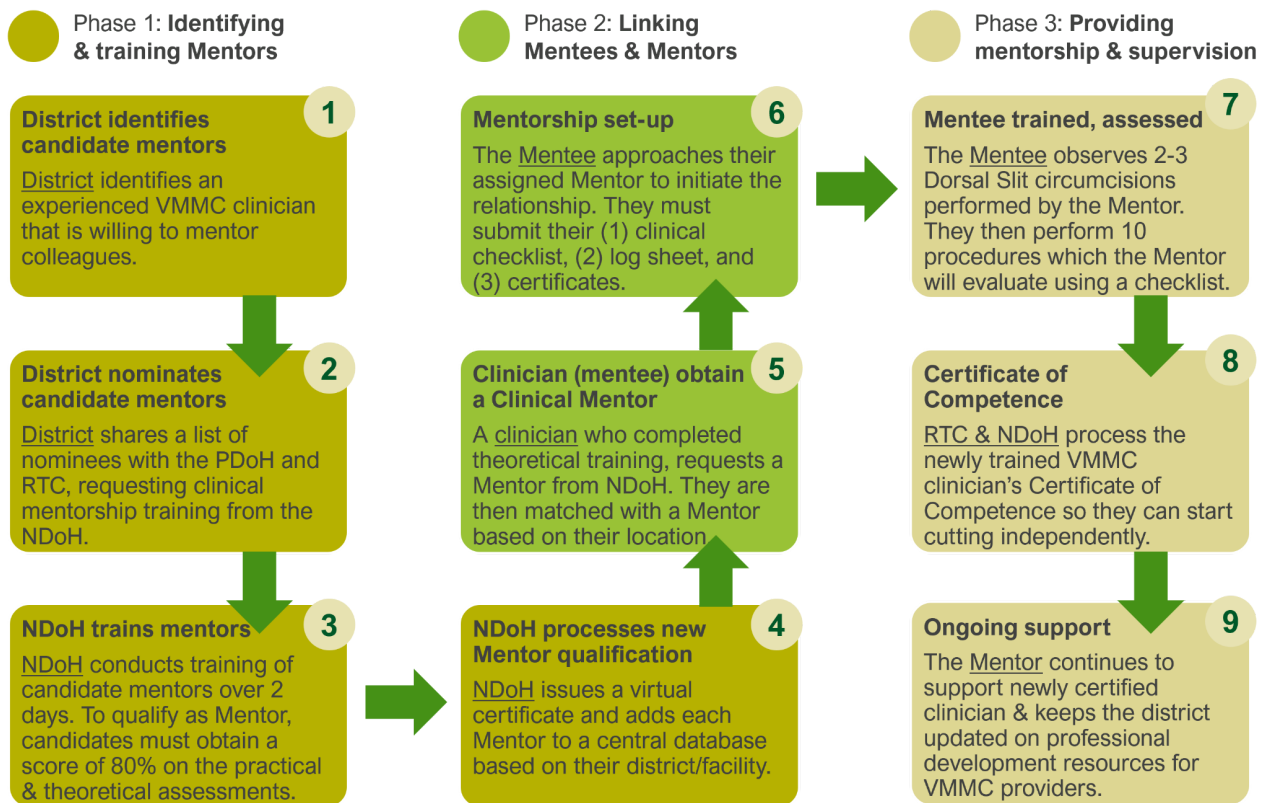 Phase 1: Identifying
& training Mentors
Phase 2: Linking
Mentees & Mentors
Phase 3: Providing
mentorship & supervision
1
District identifies
candidate mentors
District identifies an
experienced VMMC clinician
that is willing to mentor
colleagues.
2
District nominates
candidate mentors
District shares a list of
nominees with the PDoH and
RTC, requesting clinical
mentorship training from the
NDoH.
3
NDoH trains mentors
NDoH conducts training of
candidate mentors over 2
days. To qualify as Mentor,
candidates must obtain a
score of 80% on the practical
& theoretical assessments.
4
NDoH processes new
Mentor qualification
NDoH issues a virtual
certificate and adds each
Mentor to a central database
based on their district/facility.
5
Clinician (mentee) obtain
a Clinical Mentor
A clinician who completed
theoretical training, requests a
Mentor from NDoH. They are
then matched with a Mentor
based on their location
6
Mentorship set-up
The Mentee approaches their
assigned Mentor to initiate the
relationship. They must
submit their (1) clinical
checklist, (2) log sheet, and
(3) certificates.
7
Mentee trained, assessed
The Mentee observes 2-3
Dorsal Slit circumcisions
performed by the Mentor.
They then perform 10
procedures which the Mentor
will evaluate using a checklist.
8
Certificate of
Competence
RTC & NDoH process the
newly trained VMMC
clinician's Certificate of
Competence so they can start
cutting independently.
9
Ongoing support
The Mentor continues to
support newly certified
clinician & keeps the district
updated on professional
development resources for
VMMC providers.